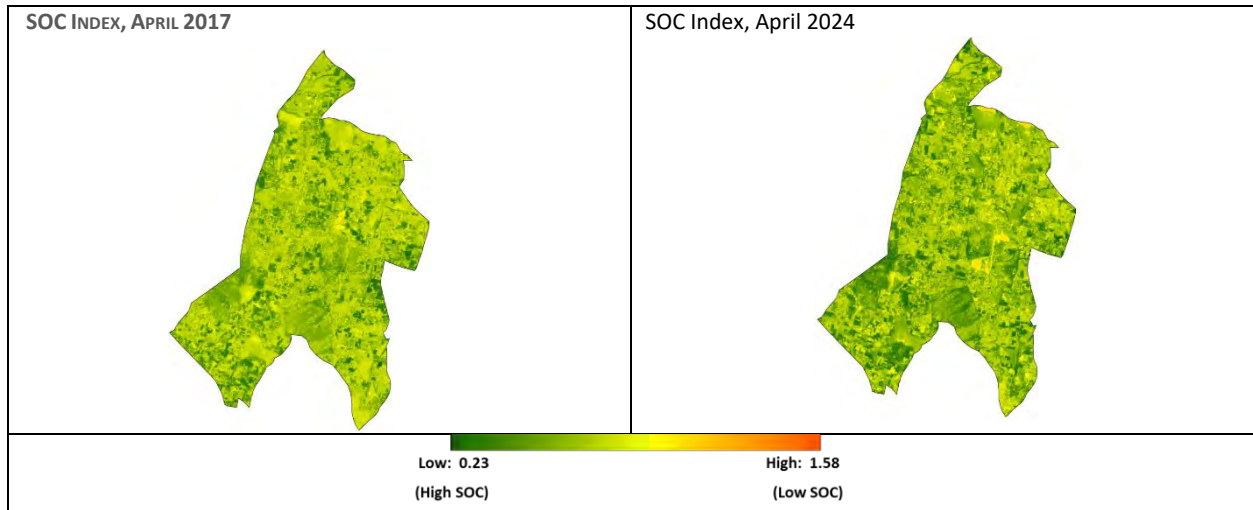 SOC INDEX, APRIL 2017
SOC Index, April 2024
Low: 0.23
High: 1.58
(High SOC)
(Low SOC)